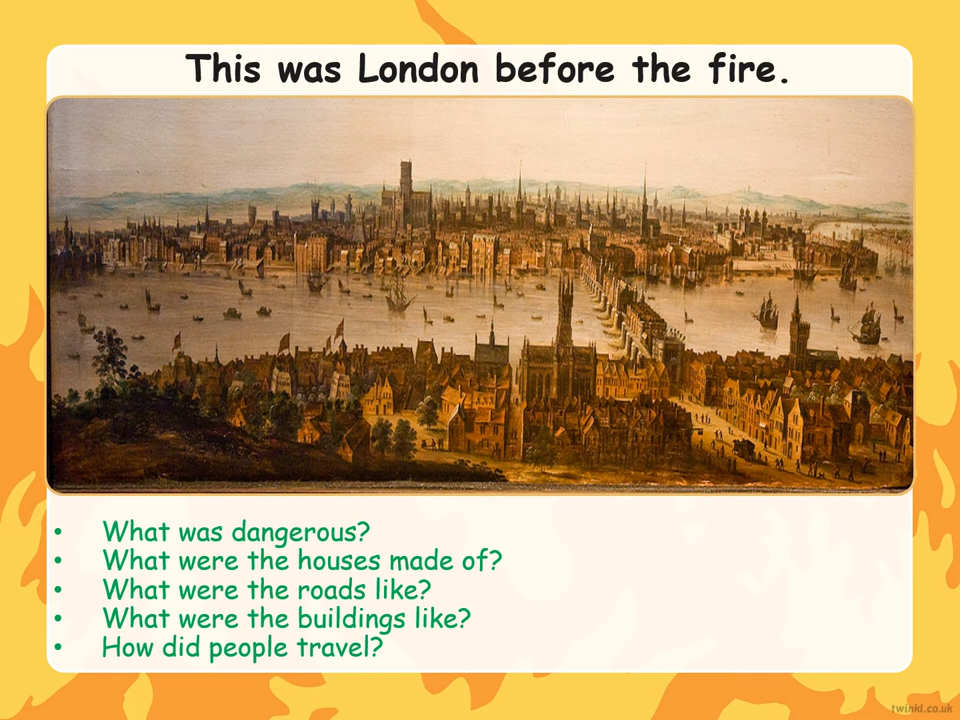 This was London before the fire.
• What was dangerous?
• What were the houses made of?
• What were the roads like?
• What were the buildings like?
• How did people travel?
twinkl.co.uk